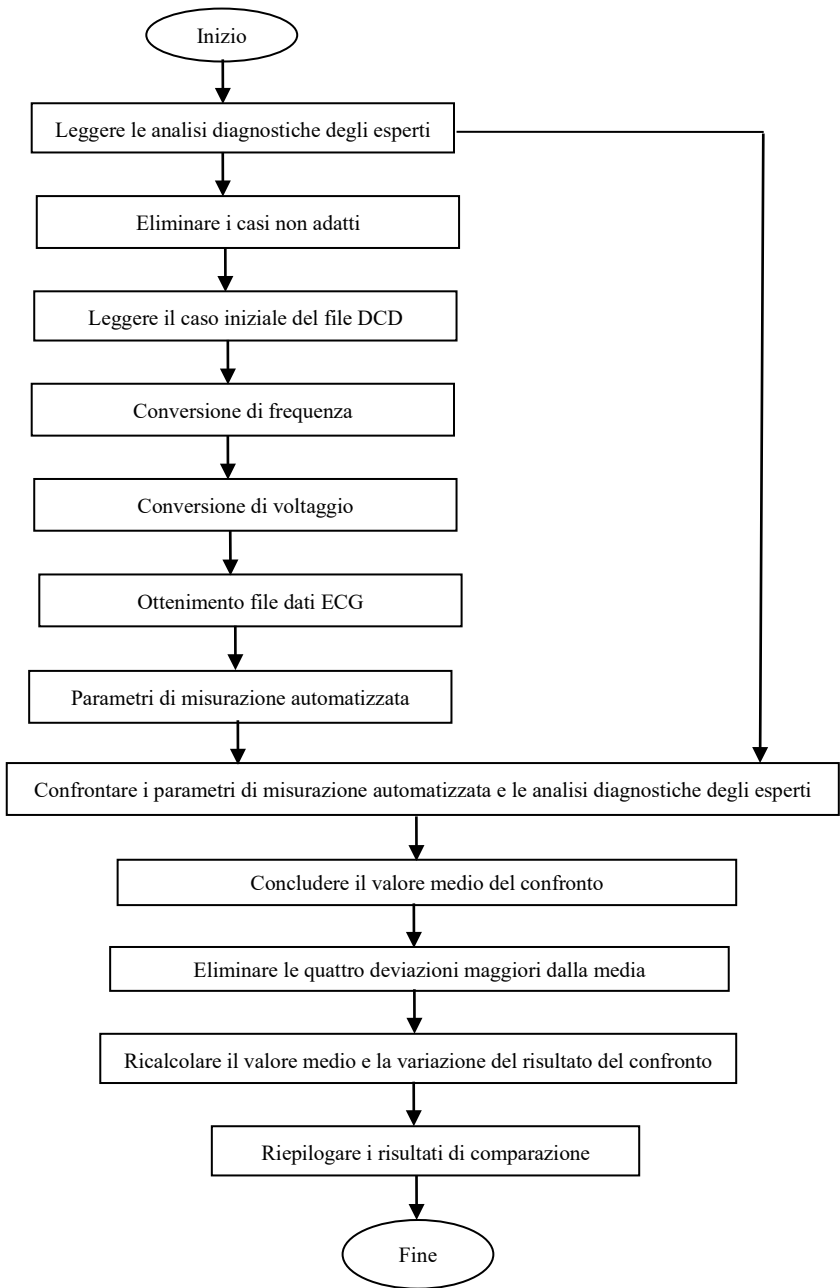 Inizio
Leggere le analisi diagnostiche degli esperti
Eliminare i casi non adatti
Leggere il caso iniziale del file DCD
Conversione di frequenza
Conversione di voltaggio
Ottenimento file dati ECG
Parametri di misurazione automatizzata
Confrontare i parametri di misurazione automatizzata e le analisi diagnostiche degli esperti
Concludere il valore medio del confronto
Eliminare le quattro deviazioni maggiori dalla media
Ricalcolare il valore medio e la variazione del risultato del confronto
Riepilogare i risultati di comparazione
Fine